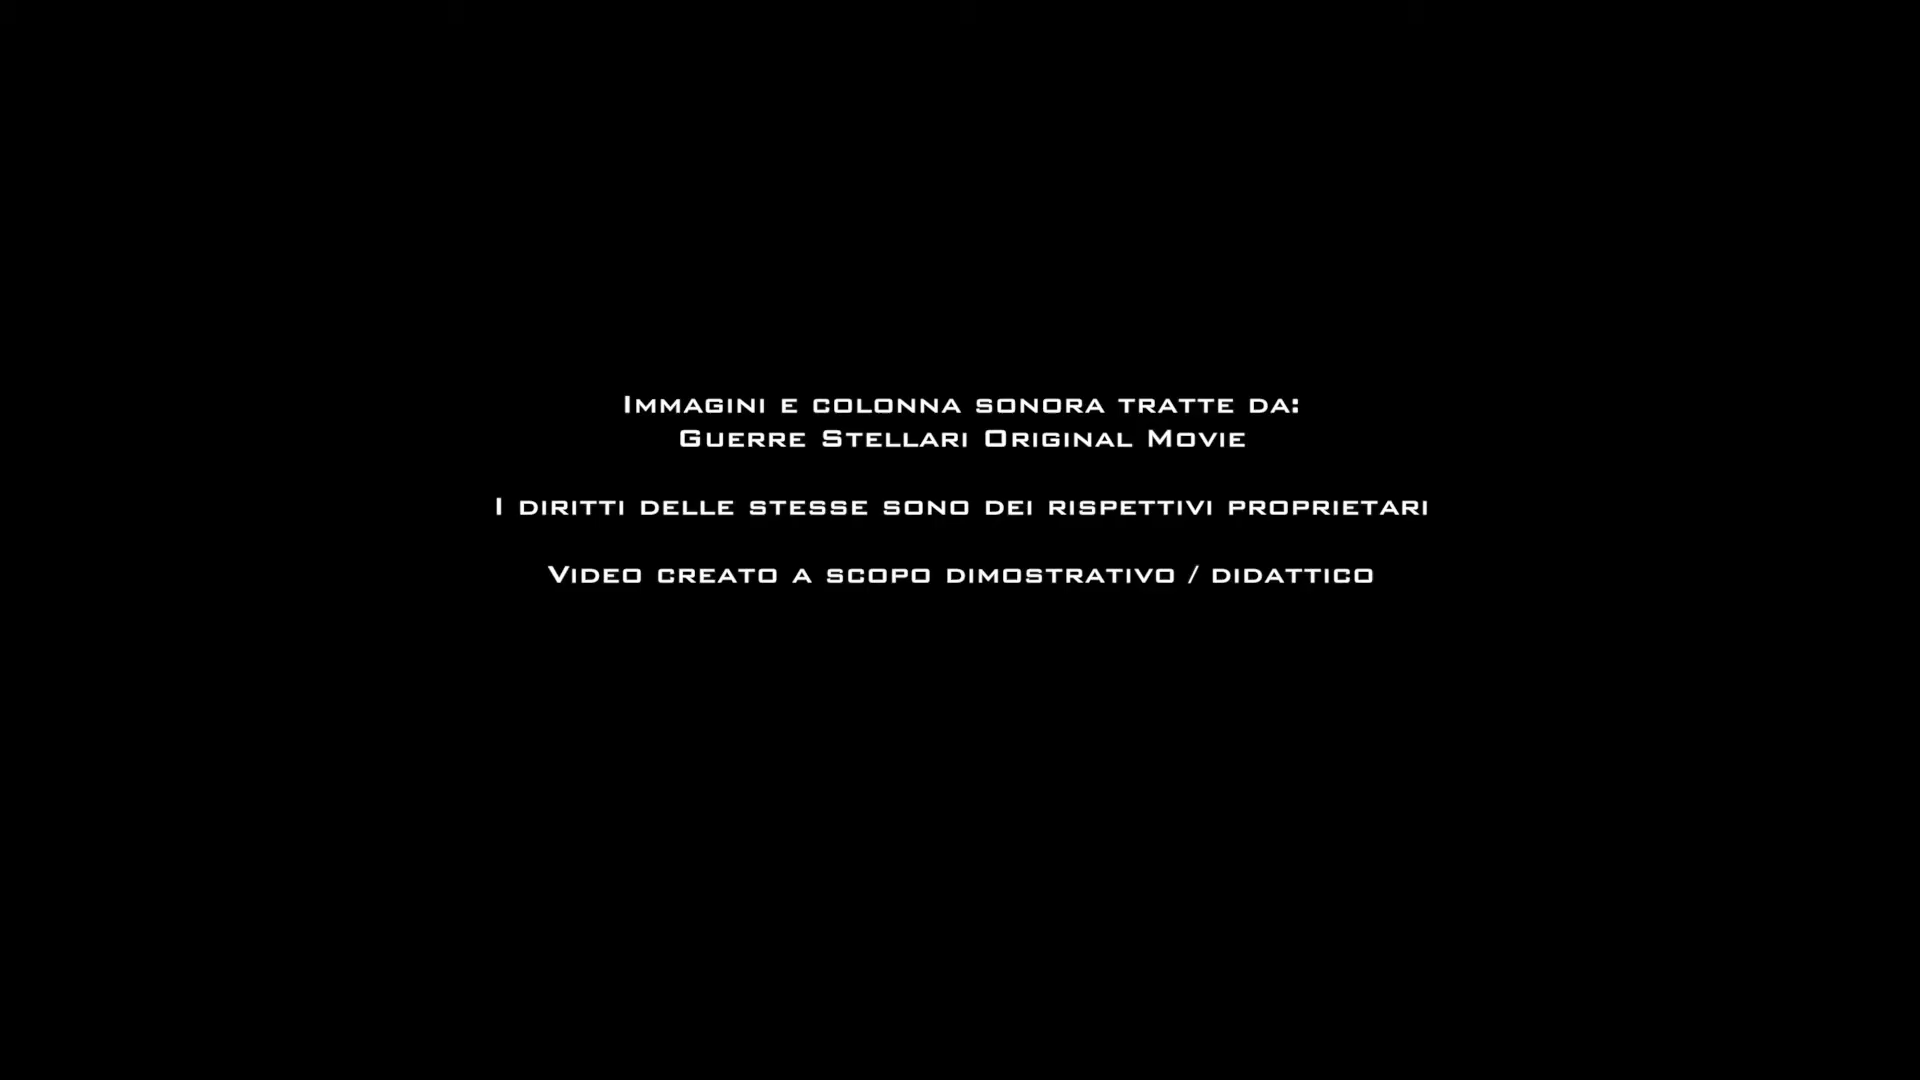 Immagini e colonna sonora tratte da:
Guerre Stellari Original Movie
I diritti delle stesse sono dei rispettivi proprietari
Video creato a scopo dimostrativo / didattico